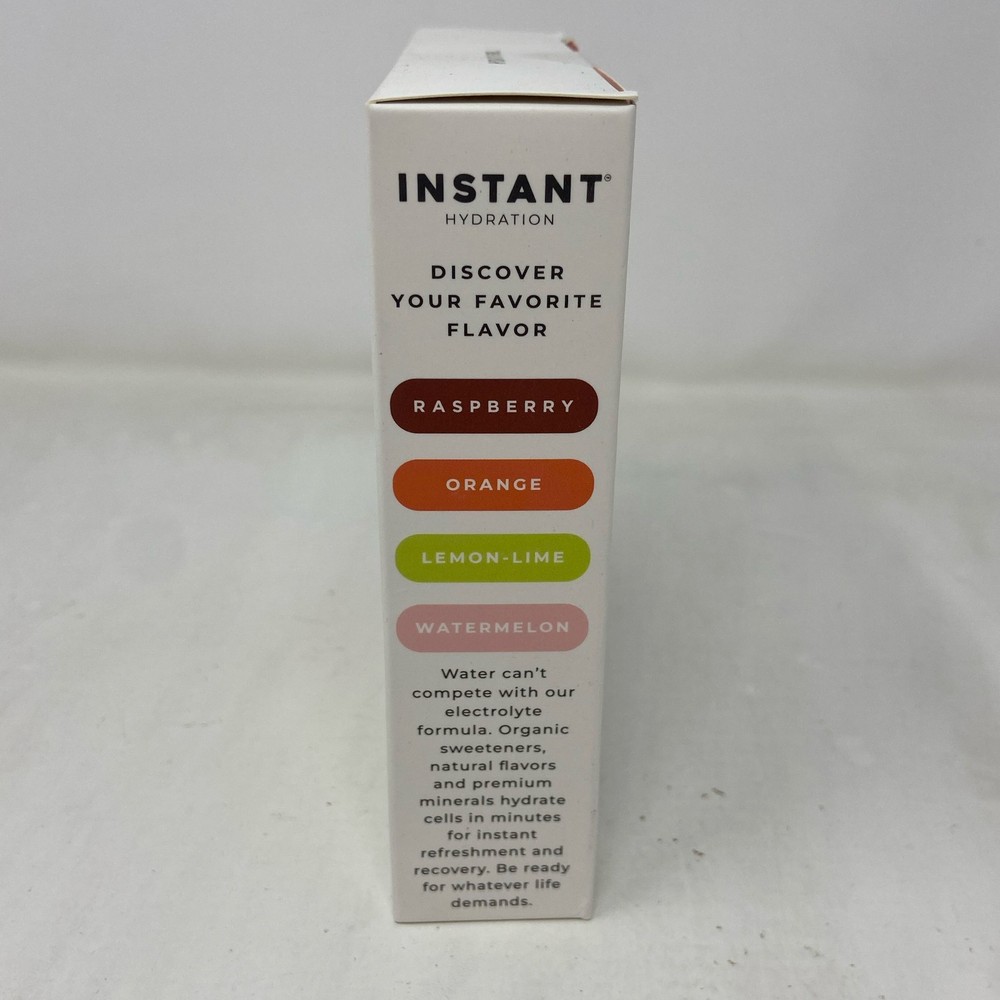 INSTANT
HYDRATION
DISCOVER
YOUR FAVORITE
FLAVOR
RASPBERRY
ORANGE
LEMON-LIME
WATERMELON
Water can't
compete with our
electrolyte
formula. Organic
sweeteners,
natural flavors
and premium
minerals hydrate
cells in minutes
for instant
refreshment and
recovery. Be ready
for whatever life
demands.